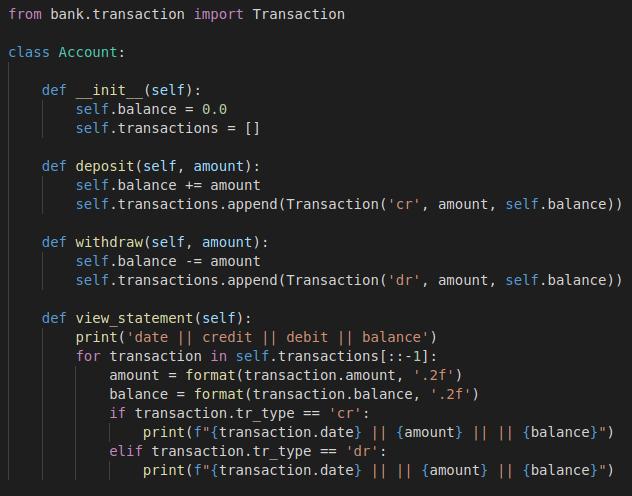 from bank.transaction import Transaction

class Account:

    def __init__(self):
        self.balance = 0.0
        self.transactions = []

    def deposit(self, amount):
        self.balance += amount
        self.transactions.append(Transaction('cr', amount, self.balance))

    def withdraw(self, amount):
        self.balance -= amount
        self.transactions.append(Transaction('dr', amount, self.balance))

    def view_statement(self):
        print('date || credit || debit || balance')
        for transaction in self.transactions[::-1]:
            amount = format(transaction.amount, '.2f')
            balance = format(transaction.balance, '.2f')
            if transaction.tr_type == 'cr':
                print(f"{transaction.date} || {amount} || || {balance}")
            elif transaction.tr_type == 'dr':
                print(f"{transaction.date} || || {amount} || {balance}")